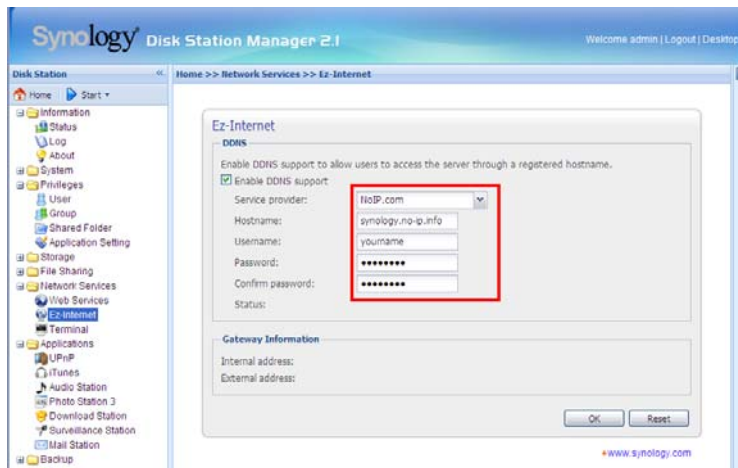 Synology Disk Station Manager 2.1
Welcome admin | Logout | Desktop
Disk Station «
Home >> Network Services >> Ez-Internet
Home Start
Information
Status
Log
About
System
Privileges
User
Group
Shared Folder
Application Setting
Storage
File Sharing
Network Services
Web Services
Ez-Internet
Terminal
Applications
UPnP
iTunes
Audio Station
Photo Station 3
Download Station
Surveillance Station
Mail Station
Backup
Ez-Internet
DDNS
Enable DDNS support to allow users to access the server through a registered hostname.
Enable DDNS support
Service provider: NoIP.com
Hostname: synology.no-ip.info
Username: yourname
Password: ●●●●●●●●
Confirm password: ●●●●●●●●
Status:
Gateway Information
Internal address:
External address:
OK Reset
www.synology.com